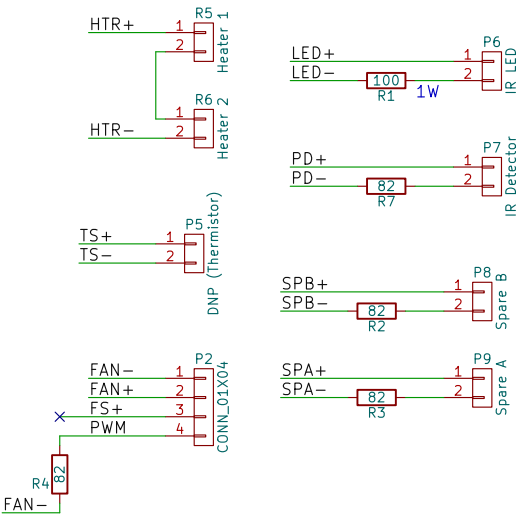 R5
HTR+
1
2
Heater 1
R6
1
HTR-
2
Heater 2
P5
TS+
1
TS-
2
DNP (Thermistor)
P2
FAN-
1
FAN+
2
FS+
3
PWM
4
CONN_01X04
R4
82
FAN-
P6
LED+
1
LED-
100
2
R1
1W
IR LED
P7
PD+
1
PD-
82
2
R7
IR Detector
P8
SPB+
1
SPB-
82
2
R2
Spare B
P9
SPA+
1
SPA-
82
2
R3
Spare A